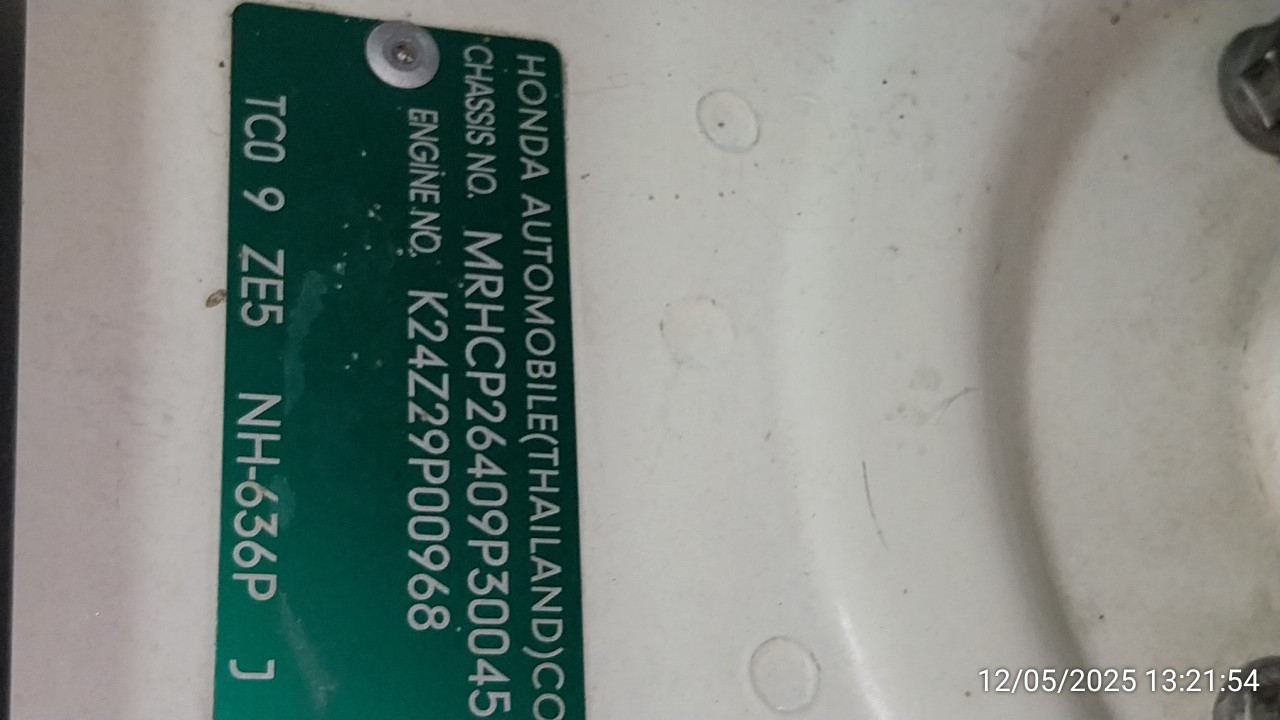 HONDA AUTOMOBILE(THAILAND)CO
CHASSIS NO. MRHCP26409P30045
ENGINE NO. K24Z29P00968
TC0 9 ZE5 NH-636P J
12/05/2025 13:21:54